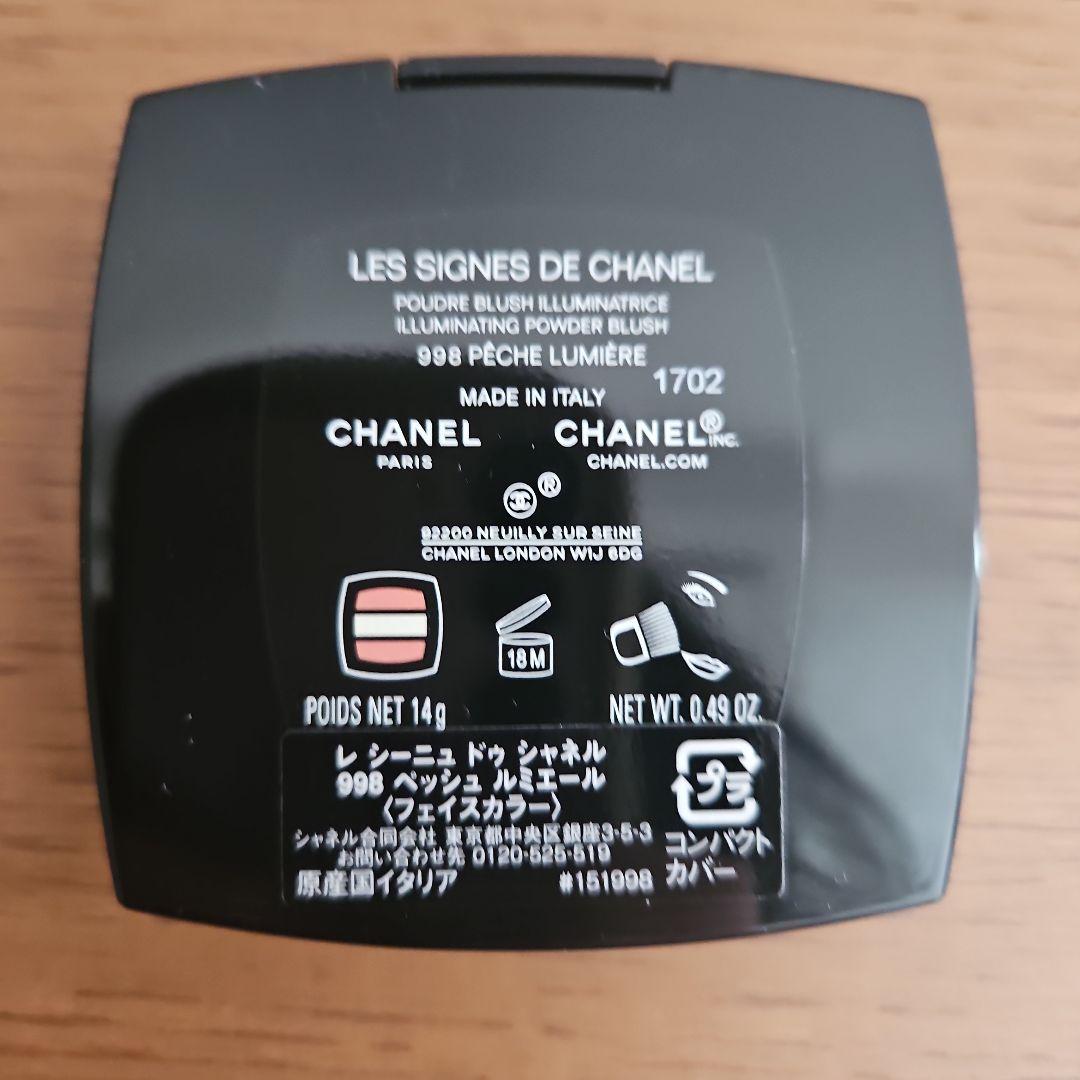 LES SIGNES DE CHANEL
POUDRE BLUSH ILLUMINATRICE
ILLUMINATING POWDER BLUSH
998 PÊCHE LUMIÈRE
1702
MADE IN ITALY
CHANEL CHANEL® INC.
PARIS CHANEL.COM
®
92200 NEUILLY SUR SEINE
CHANEL LONDON W1J 6DG
18M
POIDS NET 14g NET WT. 0.49 OZ.
レ シーニュ ドゥ シャネル
998 ペッシュ ルミエール
〈フェイスカラー〉
シャネル合同会社 東京都中央区銀座3-5-3
お問い合わせ先 0120-525-519
原産国イタリア #151998
プラ
コンパクト
カバー